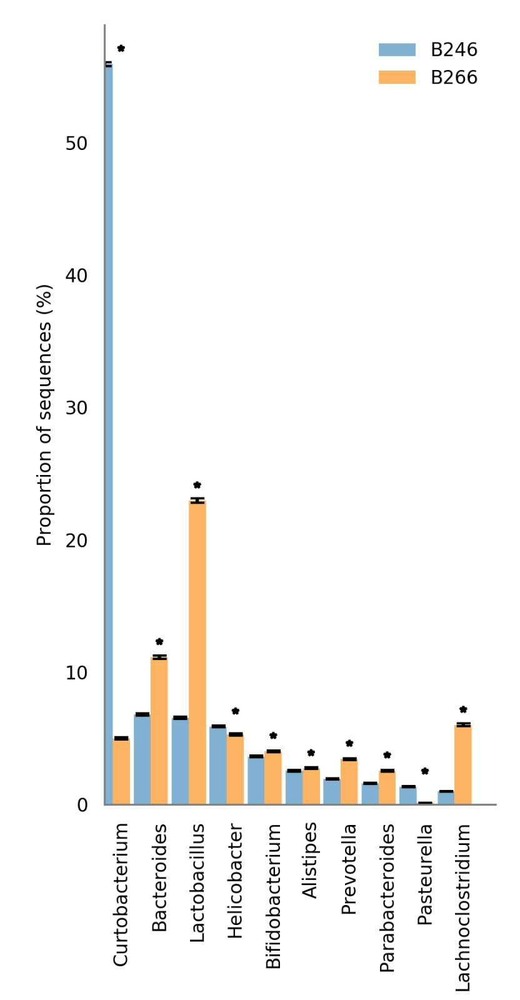 B246
B266
Proportion of sequences (%)
50
40
30
20
10
0
*
*
*
*
*
*
*
*
*
*
Curtobacterium
Bacteroides
Lactobacillus
Helicobacter
Bifidobacterium
Alistipes
Prevotella
Parabacteroides
Pasteurella
Lachnoclostridium